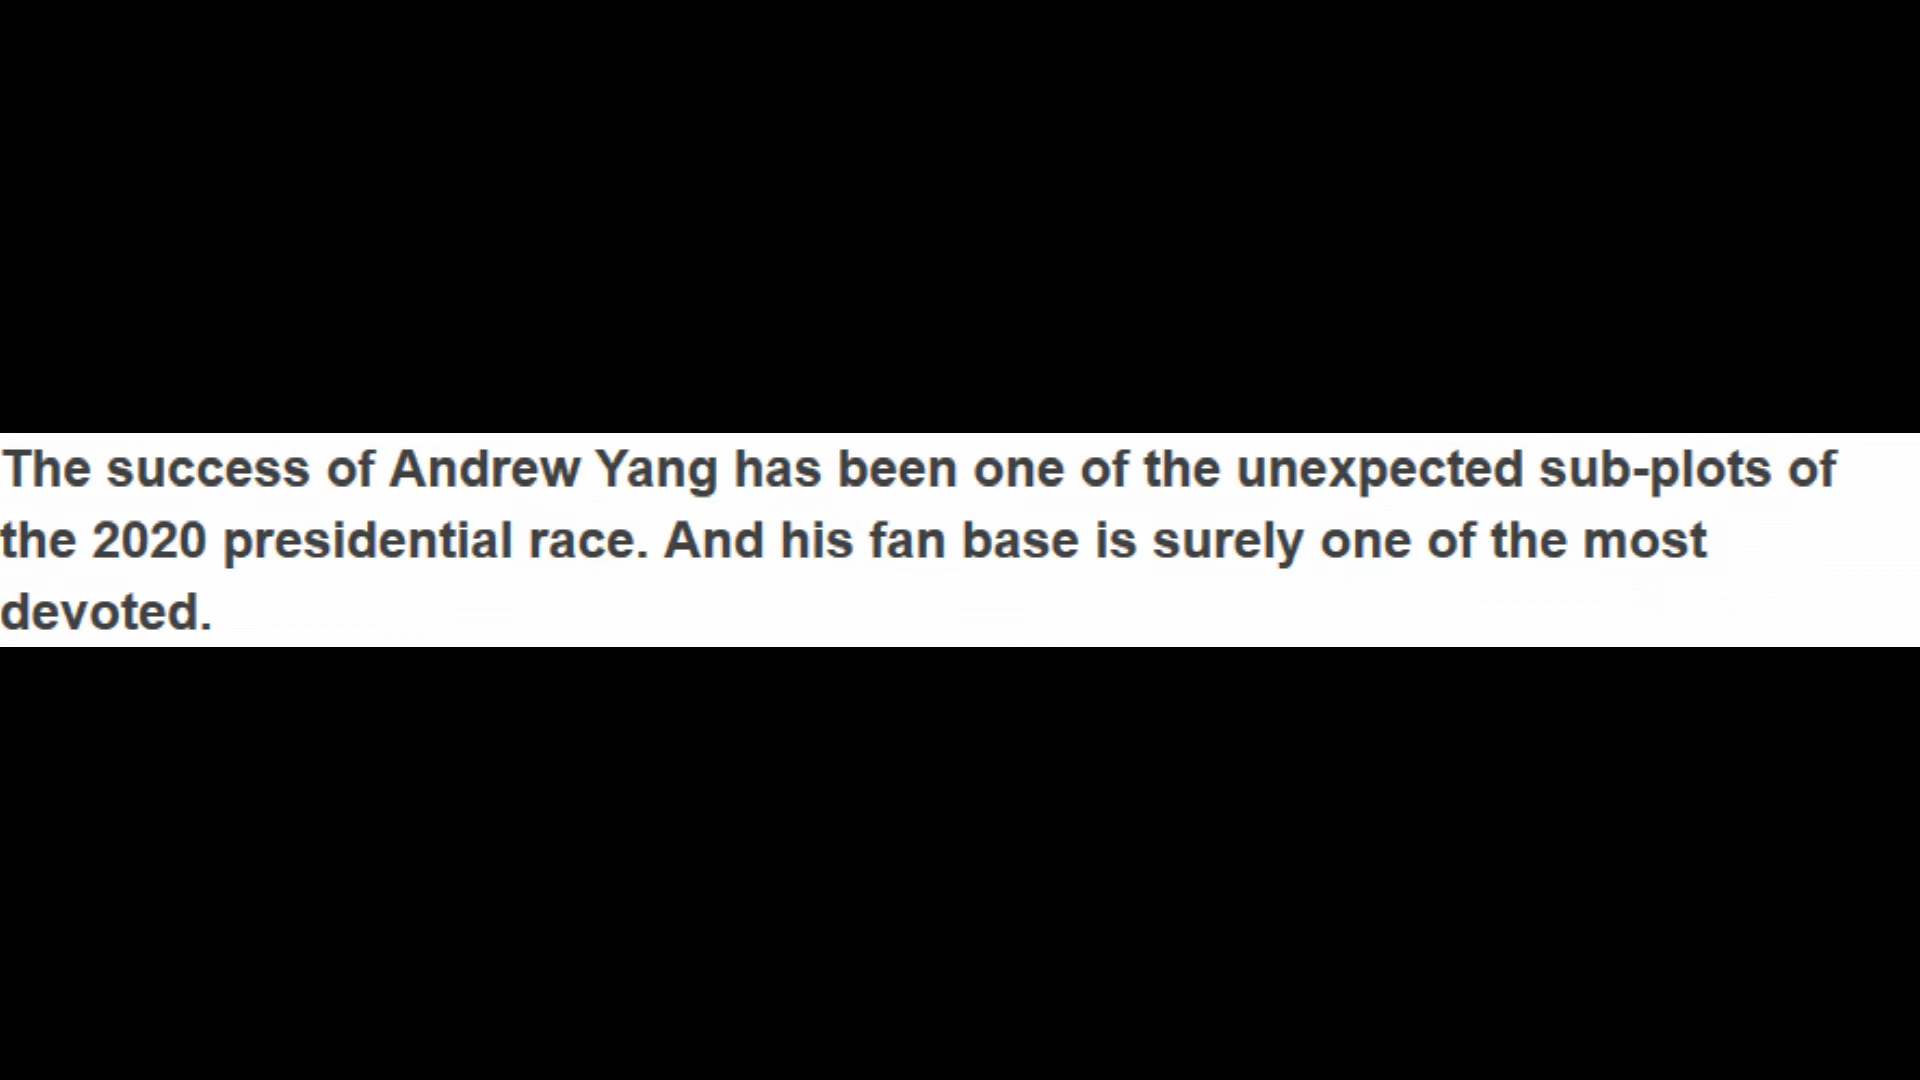 The success of Andrew Yang has been one of the unexpected sub-plots of
the 2020 presidential race. And his fan base is surely one of the most
devoted.